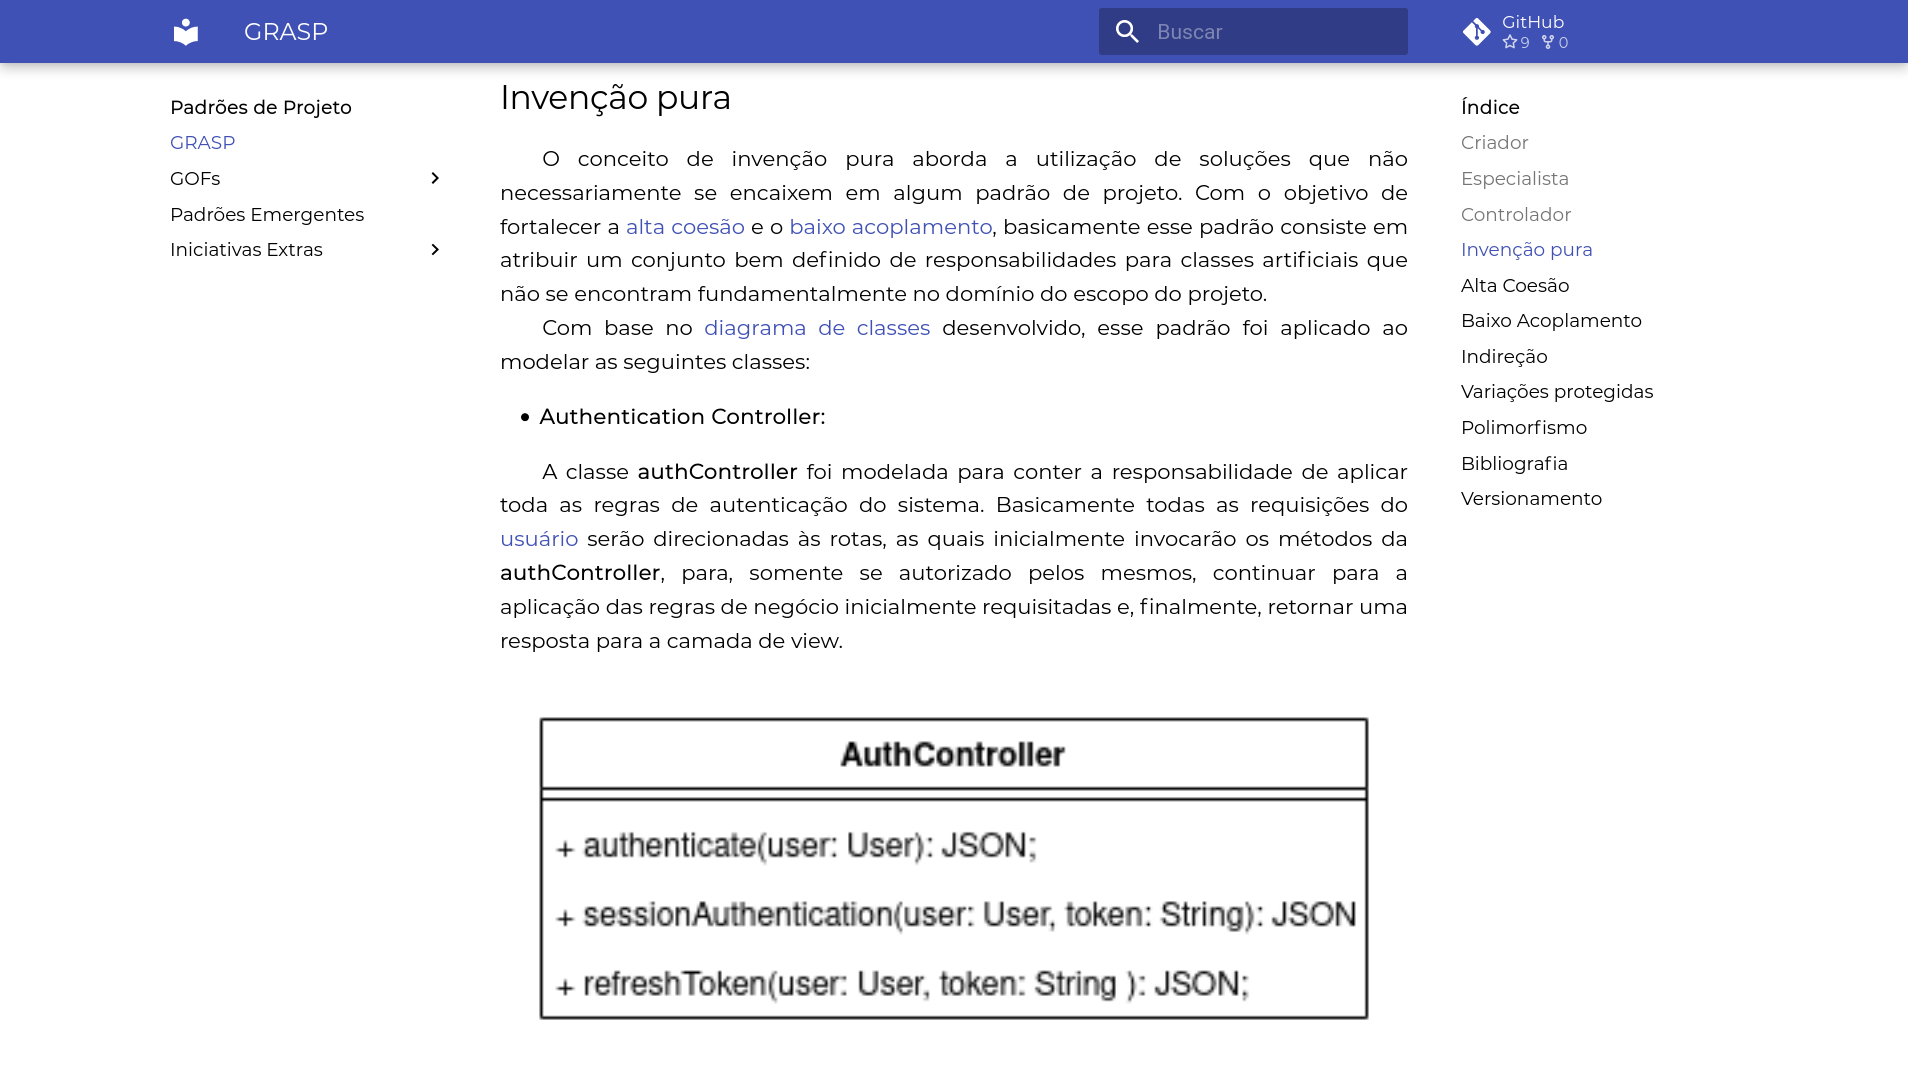 GRASP
Buscar
GitHub
9 0
Padrões de Projeto
GRASP
GOFs
Padrões Emergentes
Iniciativas Extras
Invenção pura
O conceito de invenção pura aborda a utilização de soluções que não
necessariamente se encaixem em algum padrão de projeto. Com o objetivo de
fortalecer a alta coesão e o baixo acoplamento, basicamente esse padrão consiste em
atribuir um conjunto bem definido de responsabilidades para classes artificiais que
não se encontram fundamentalmente no domínio do escopo do projeto.
Com base no diagrama de classes desenvolvido, esse padrão foi aplicado ao
modelar as seguintes classes:
• Authentication Controller:
A classe authController foi modelada para conter a responsabilidade de aplicar
toda as regras de autenticação do sistema. Basicamente todas as requisições do
usuário serão direcionadas às rotas, as quais inicialmente invocarão os métodos da
authController, para, somente se autorizado pelos mesmos, continuar para a
aplicação das regras de negócio inicialmente requisitadas e, finalmente, retornar uma
resposta para a camada de view.
AuthController
+ authenticate(user: User): JSON;
+ sessionAuthentication(user: User, token: String): JSON
+ refreshToken(user: User, token: String ): JSON;
Índice
Criador
Especialista
Controlador
Invenção pura
Alta Coesão
Baixo Acoplamento
Indireção
Variações protegidas
Polimorfismo
Bibliografia
Versionamento